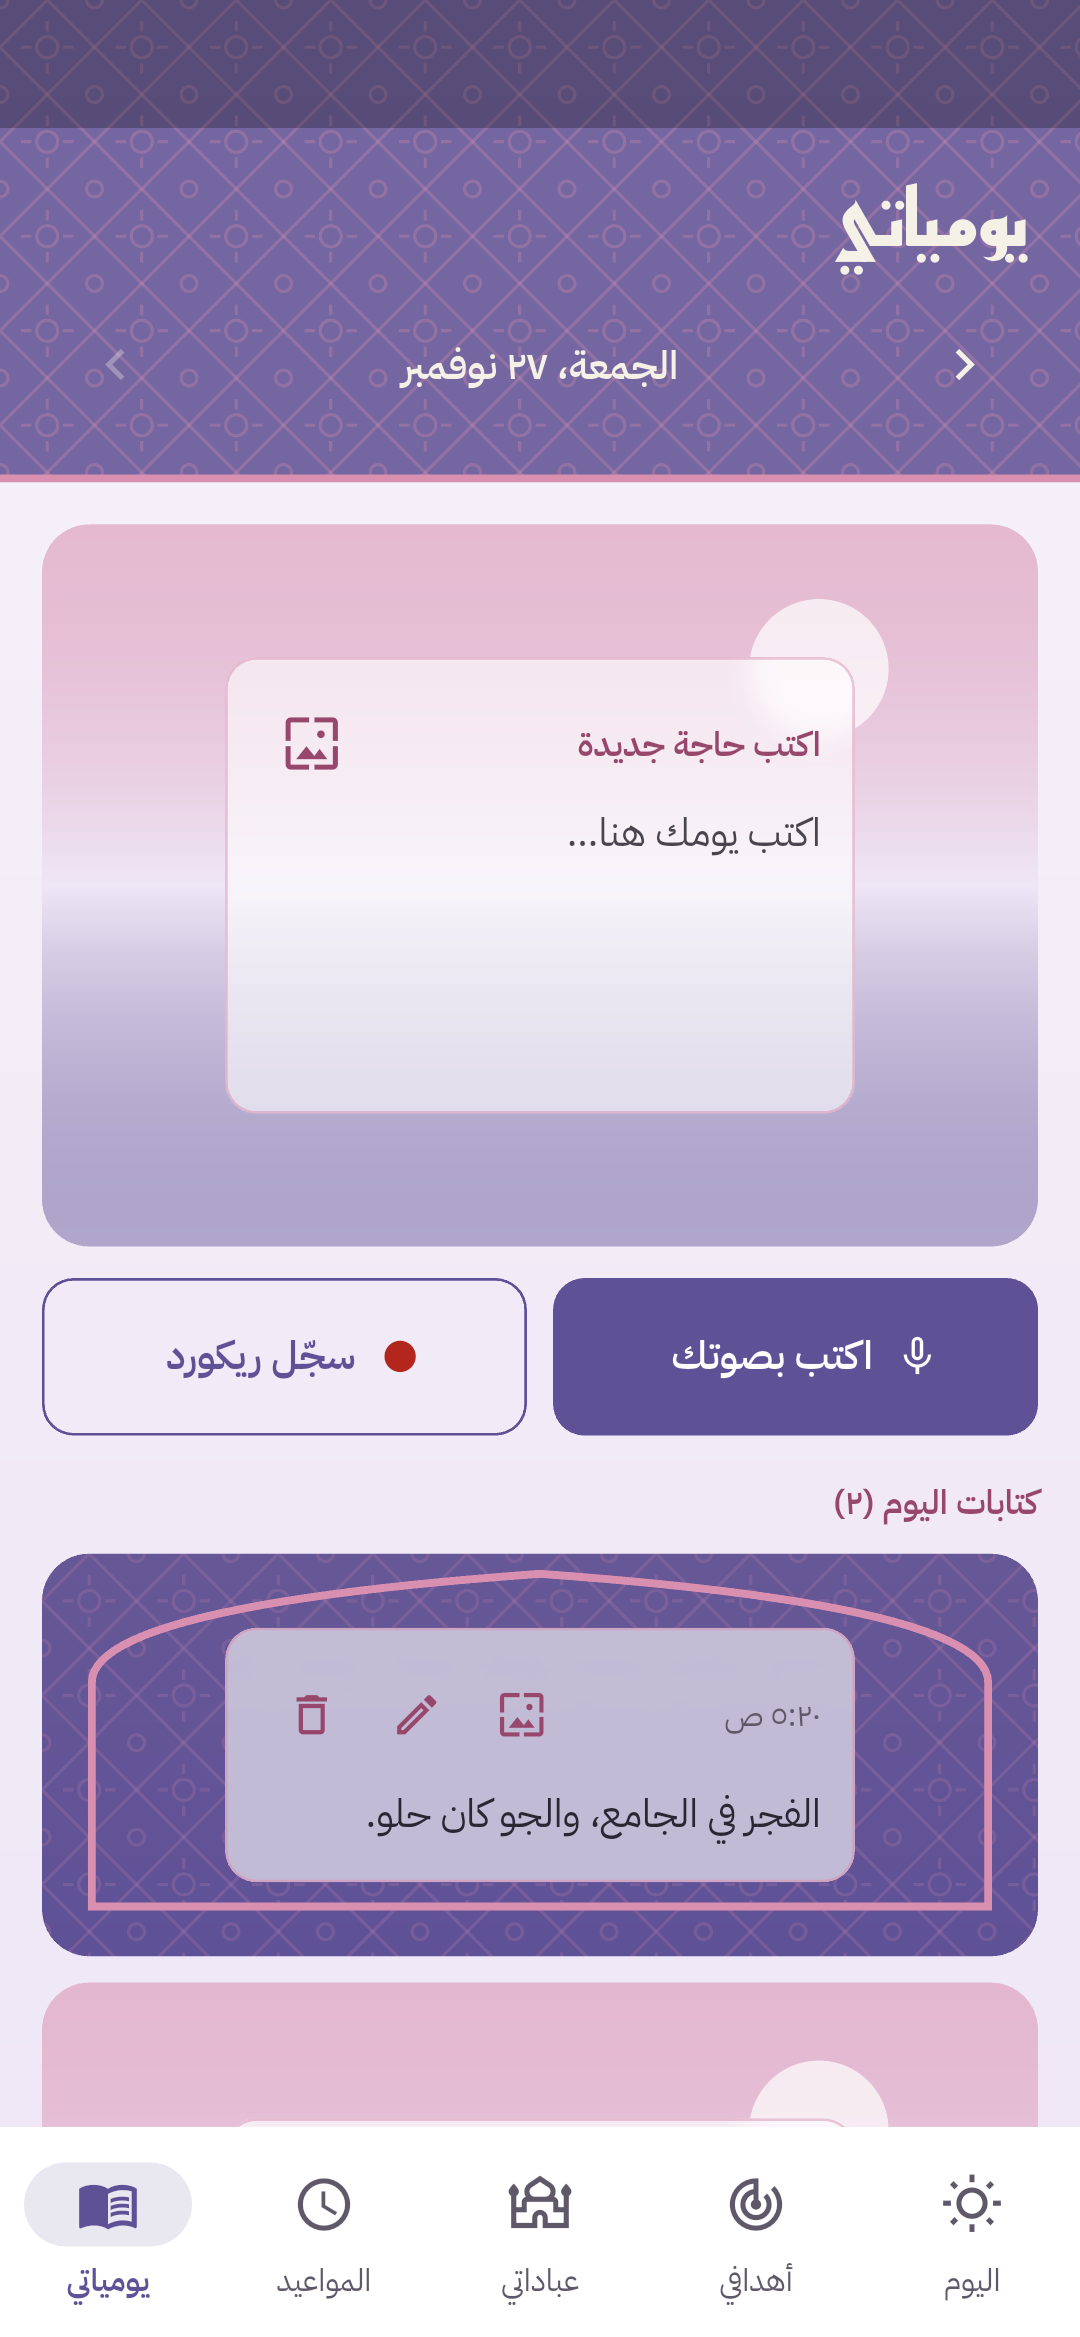 يومياتي
الجمعة، ٢٧ نوفمبر
اكتب حاجة جديدة
اكتب يومك هنا...
اكتب بصوتك
سجّل ريكورد
كتابات اليوم (٢)
٥:٢٠ ص
الفجر في الجامع، والجو كان حلو.
اليوم
أهدافي
عباداتي
المواعيد
يومياتي